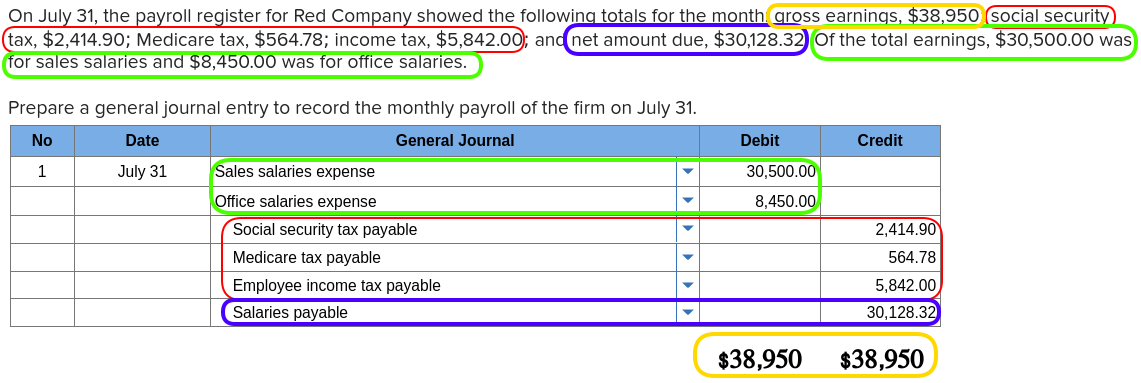 On July 31, the payroll register for Red Company showed the following totals for the month: gross earnings, $38,950; social security
tax, $2,414.90; Medicare tax, $564.78; income tax, $5,842.00; and net amount due, $30,128.32. Of the total earnings, $30,500.00 was
for sales salaries and $8,450.00 was for office salaries.
Prepare a general journal entry to record the monthly payroll of the firm on July 31.
No Date General Journal Debit Credit
1 July 31 Sales salaries expense 30,500.00
Office salaries expense 8,450.00
Social security tax payable 2,414.90
Medicare tax payable 564.78
Employee income tax payable 5,842.00
Salaries payable 30,128.32
$38,950 $38,950